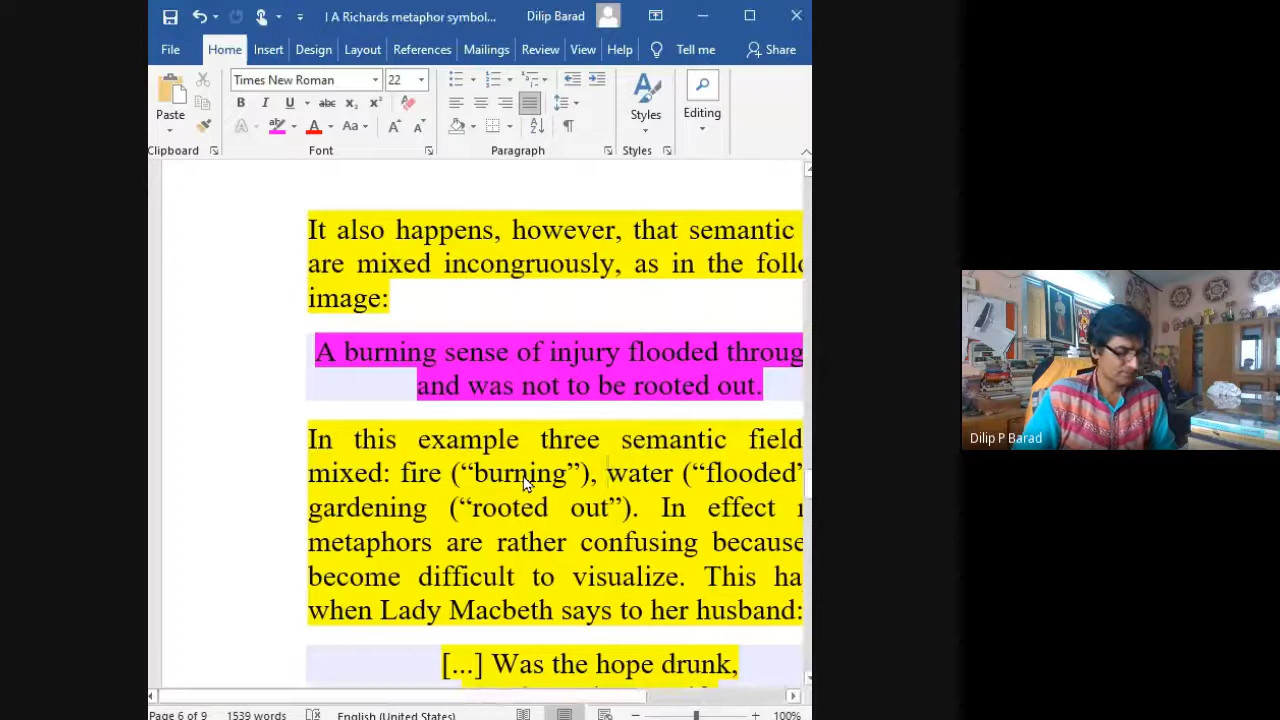 I A Richards metaphor symbol...
Dilip Barad
File Home Insert Design Layout References Mailings Review View Help Tell me Share
Times New Roman 22
Paste
Styles
Editing
Clipboard Font Paragraph Styles
It also happens, however, that semantic
are mixed incongruously, as in the follo
image:
A burning sense of injury flooded throug
and was not to be rooted out.
In this example three semantic field
mixed: fire (“burning”), water (“flooded”
gardening (“rooted out”). In effect
metaphors are rather confusing because
become difficult to visualize. This ha
when Lady Macbeth says to her husband:
[...] Was the hope drunk,
Page 6 of 9 1539 words English (United States) 100%
Dilip P Barad